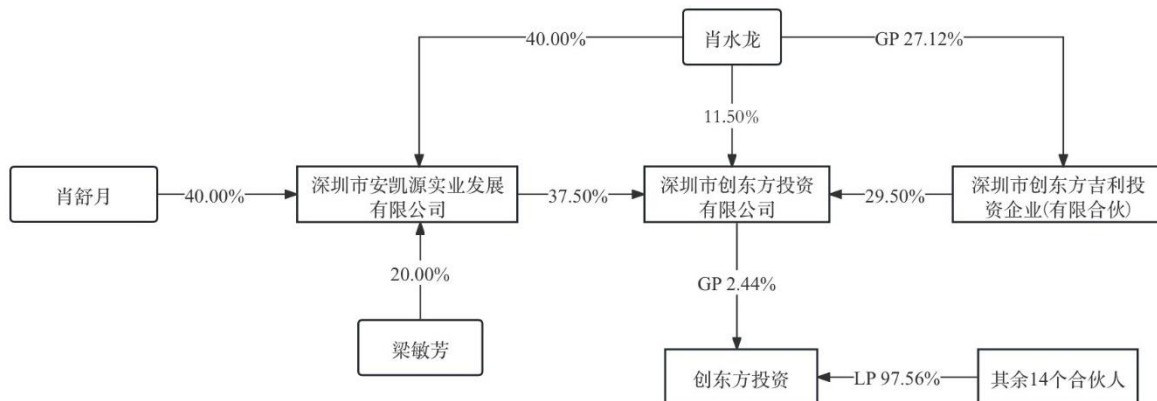 肖水龙
40.00%
GP 27.12%
11.50%
肖舒月
40.00%
深圳市安凯源实业发展
有限公司
37.50%
深圳市创东方投资
有限公司
29.50%
深圳市创东方吉利投
资企业(有限合伙)
20.00%
GP 2.44%
梁敏芳
创东方投资
LP 97.56%
其余14个合伙人